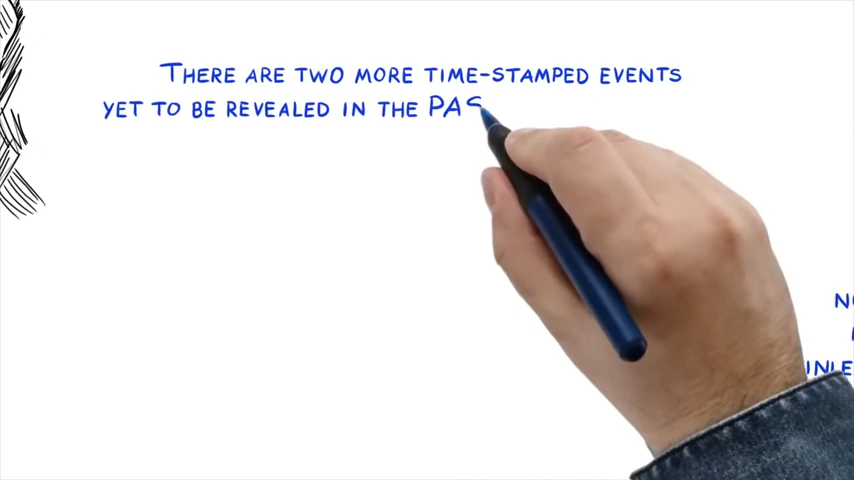 There are two more time-stamped events
yet to be revealed in the PAS